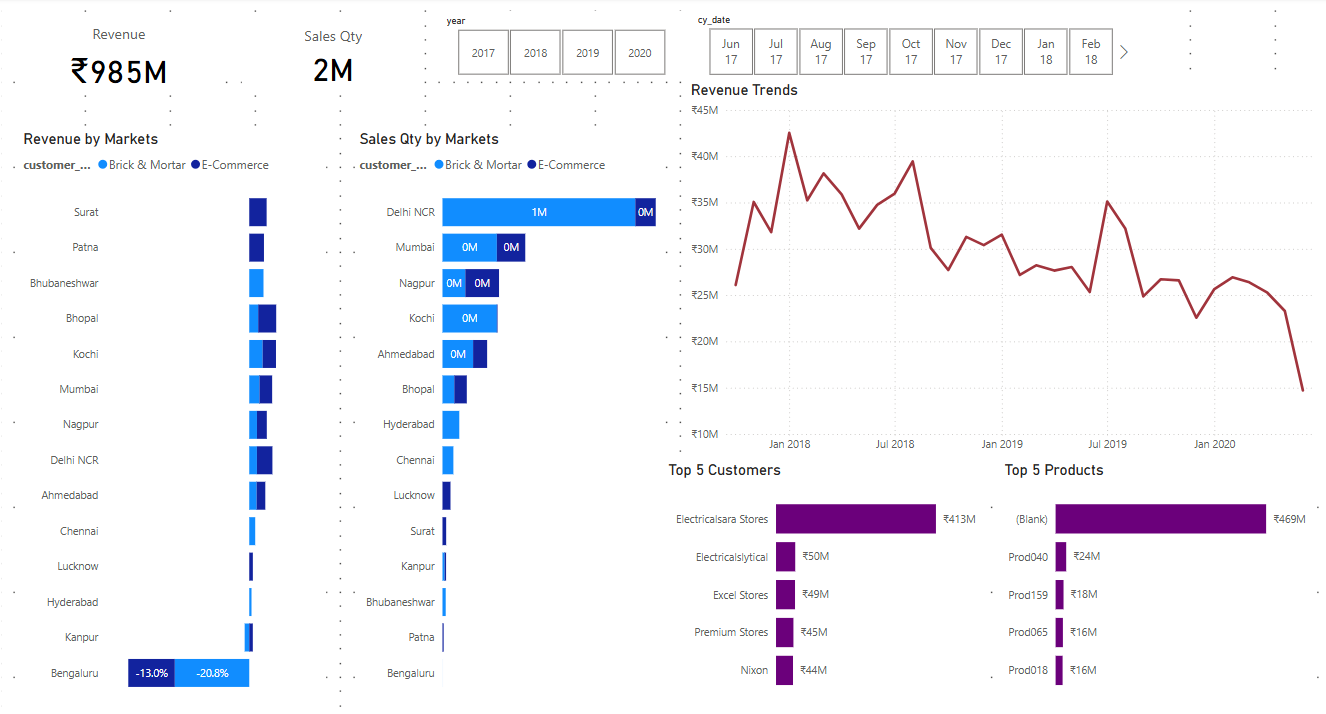 Revenue
₹985M
Sales Qty
2M
year
2017 2018 2019 2020
cy_date
Jun 17
Jul 17
Aug 17
Sep 17
Oct 17
Nov 17
Dec 17
Jan 18
Feb 18
Revenue by Markets
customer_... Brick & Mortar E-Commerce
Surat
Patna
Bhubaneshwar
Bhopal
Kochi
Mumbai
Nagpur
Delhi NCR
Ahmedabad
Chennai
Lucknow
Hyderabad
Kanpur
Bengaluru -13.0% -20.8%
Sales Qty by Markets
customer_... Brick & Mortar E-Commerce
Delhi NCR 1M 0M
Mumbai 0M 0M
Nagpur 0M 0M
Kochi 0M
Ahmedabad 0M
Bhopal
Hyderabad
Chennai
Lucknow
Surat
Kanpur
Bhubaneshwar
Patna
Bengaluru
Revenue Trends
₹45M
₹40M
₹35M
₹30M
₹25M
₹20M
₹15M
₹10M
Jan 2018 Jul 2018 Jan 2019 Jul 2019 Jan 2020
Top 5 Customers
Electricalsara Stores ₹413M
Electricalslytical ₹50M
Excel Stores ₹49M
Premium Stores ₹45M
Nixon ₹44M
Top 5 Products
(Blank) ₹469M
Prod040 ₹24M
Prod159 ₹18M
Prod065 ₹16M
Prod018 ₹16M